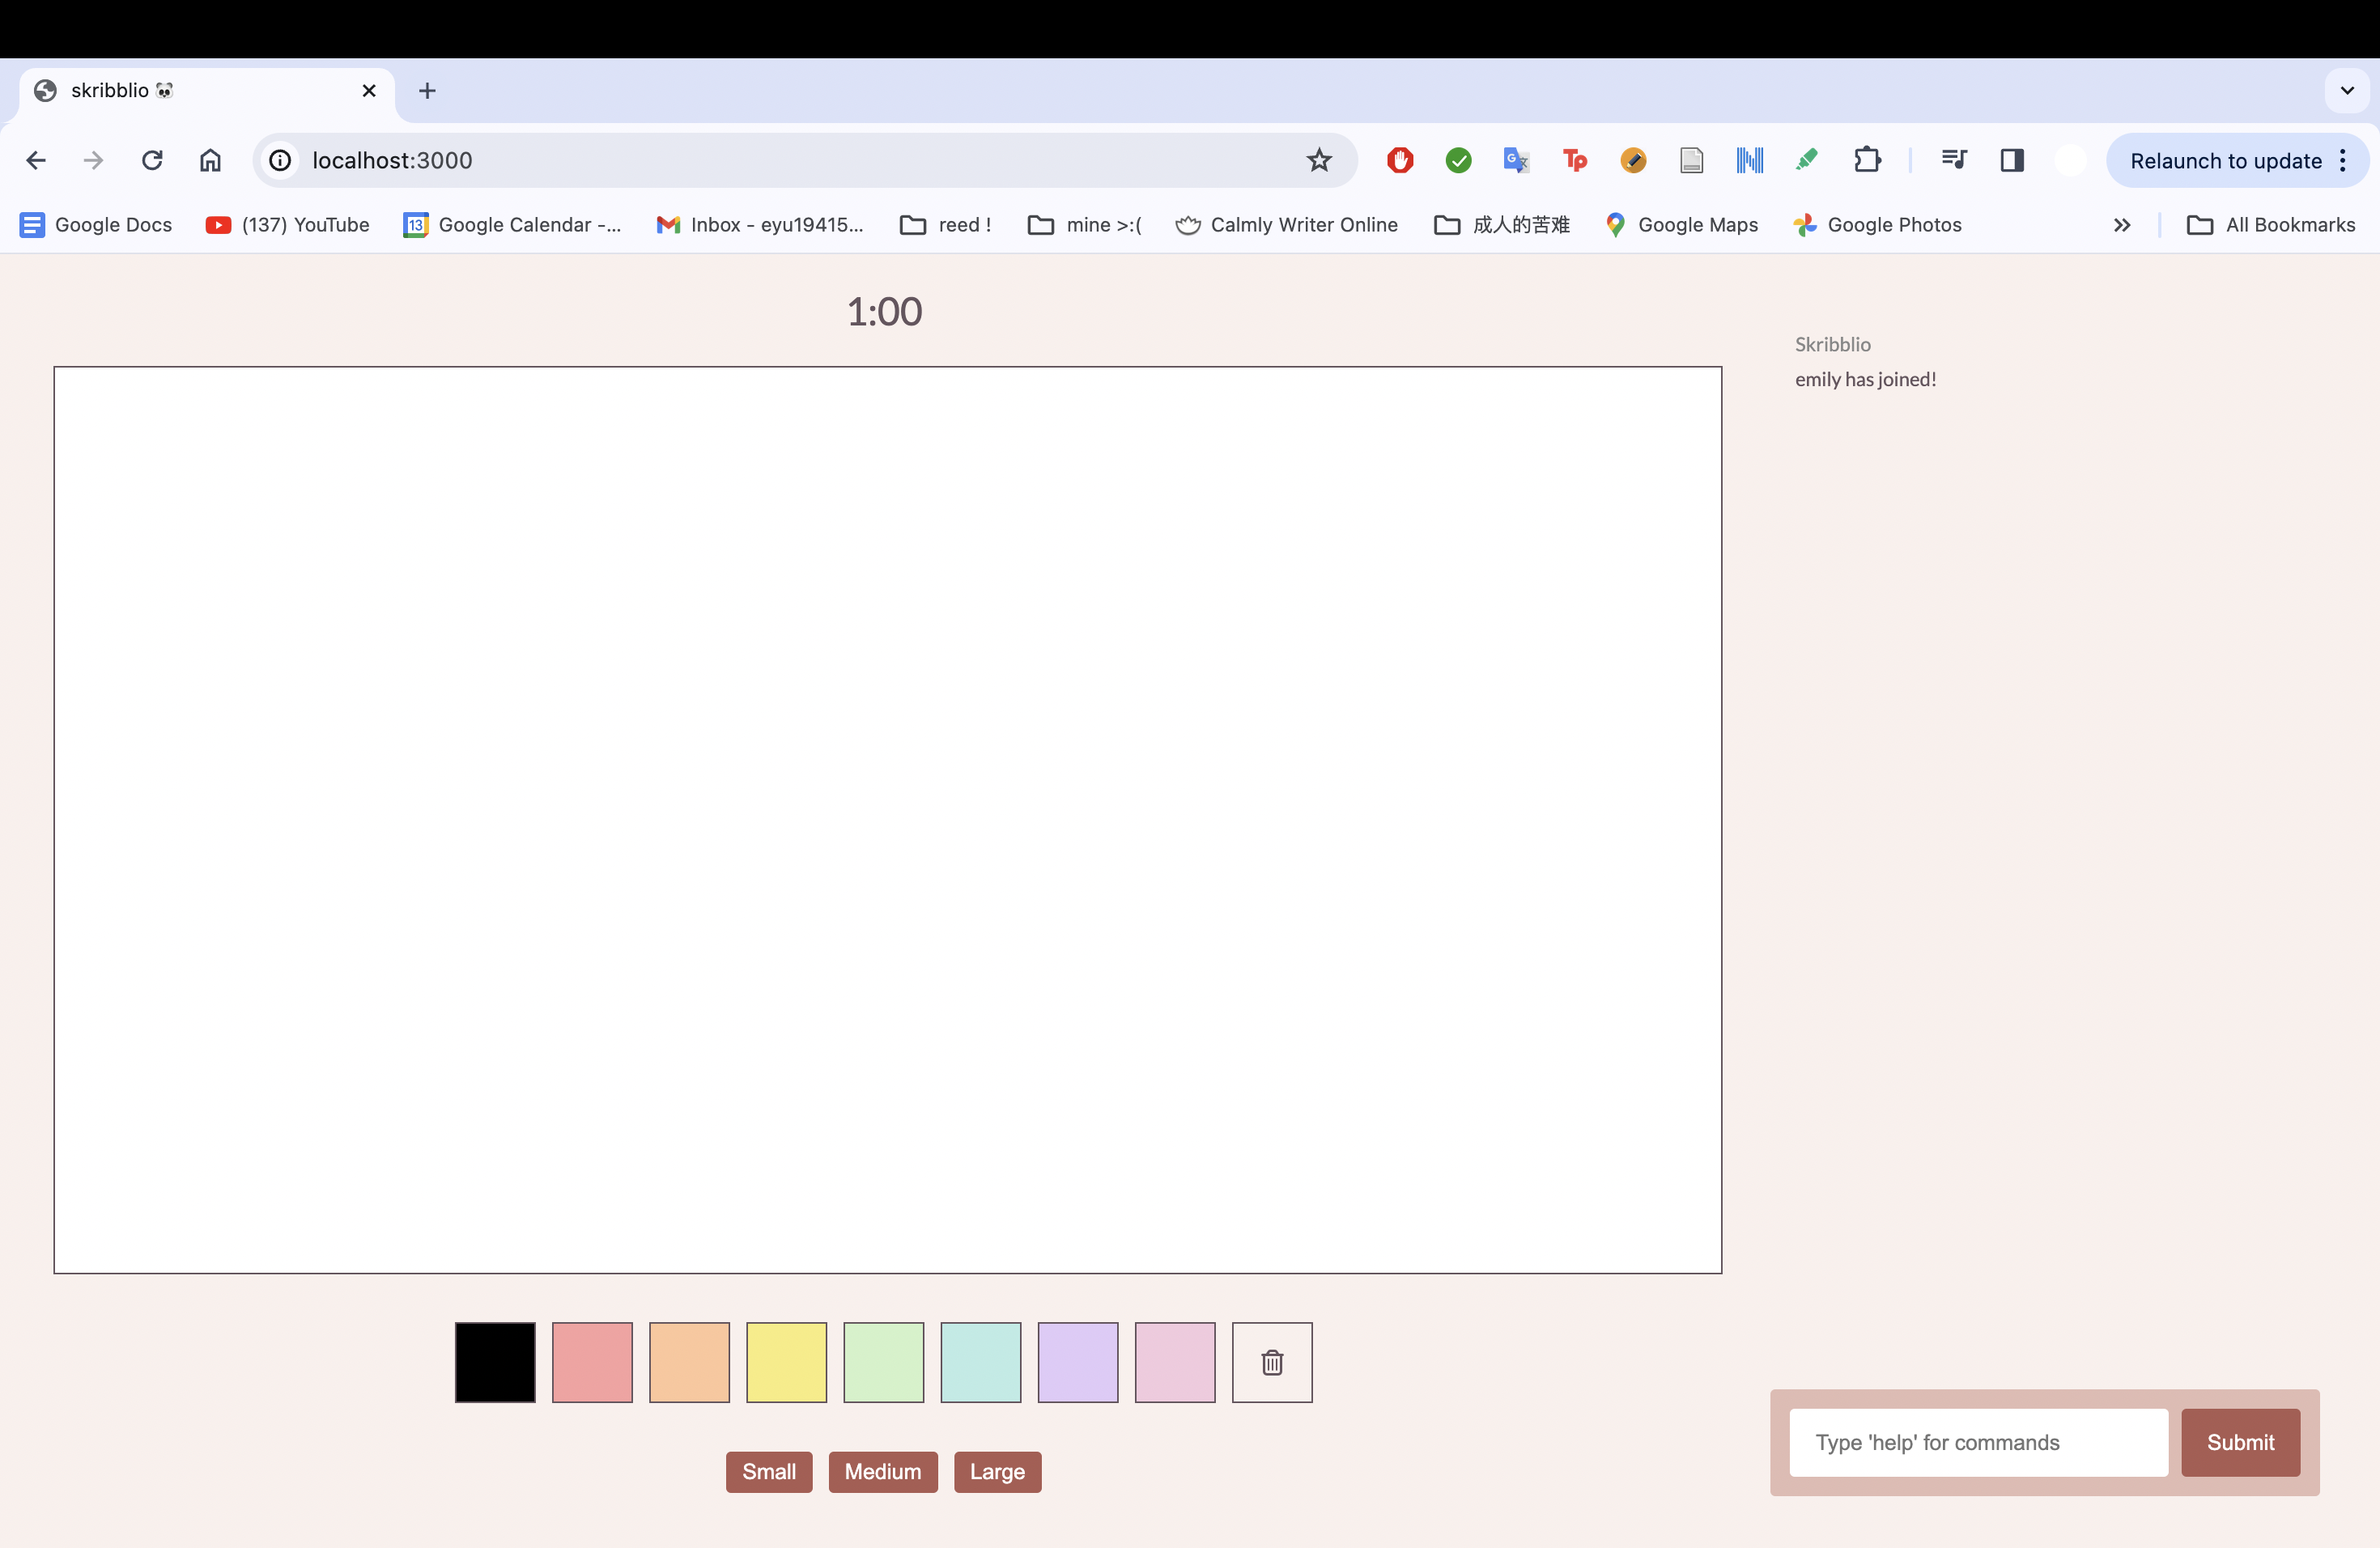 skribblio
localhost:3000
Relaunch to update
Google Docs
(137) YouTube
13
Google Calendar -...
Inbox - eyu19415...
reed !
mine >:(
Calmly Writer Online
成人的苦难
Google Maps
Google Photos
All Bookmarks
1:00
Skribblio
emily has joined!
Small
Medium
Large
Type 'help' for commands
Submit